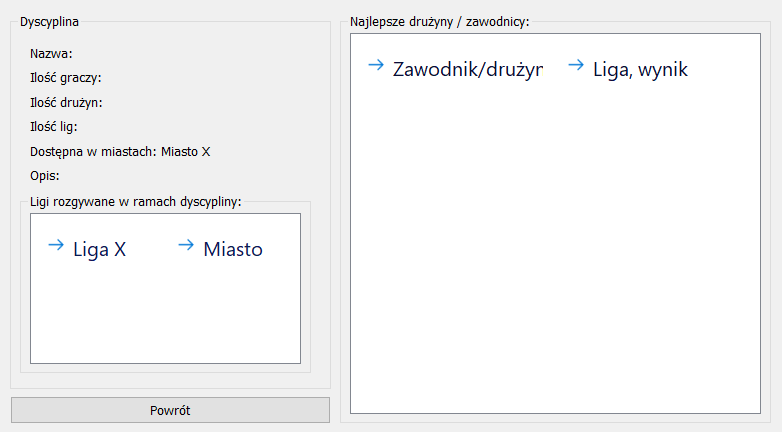 Dyscyplina
Nazwa:
Ilość graczy:
Ilość drużyn:
Ilość lig:
Dostępna w miastach: Miasto X
Opis:
Ligi rozgywane w ramach dyscypliny:
Liga X Miasto
Powrót
Najlepsze drużyny / zawodnicy:
Zawodnik/drużyn Liga, wynik